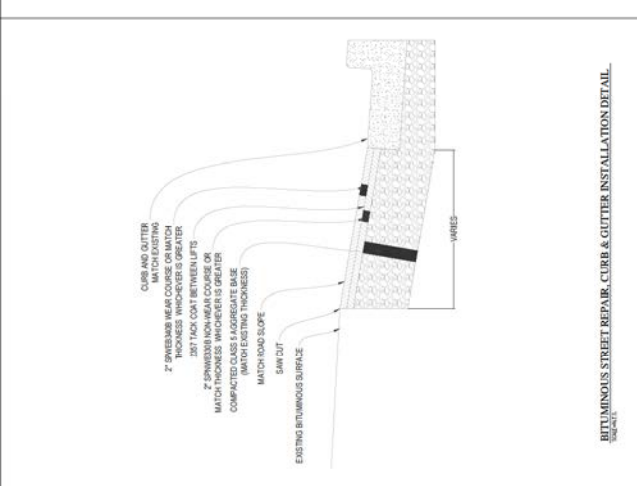 CURB AND GUTTER
MATCH EXISTING
2" SPWEB340B WEAR COURSE OR MATCH
THICKNESS WHICHEVER IS GREATER
2357 TACK COAT BETWEEN LIFTS
2" SPNWB330B NON-WEAR COURSE OR
MATCH THICKNESS WHICHEVER IS GREATER
COMPACTED CLASS 5 AGGREGATE BASE
(MATCH EXISTING THICKNESS)
MATCH ROAD SLOPE
SAW CUT
EXISTING BITUMINOUS SURFACE
VARIES
BITUMINOUS STREET REPAIR, CURB & GUTTER INSTALLATION DETAIL